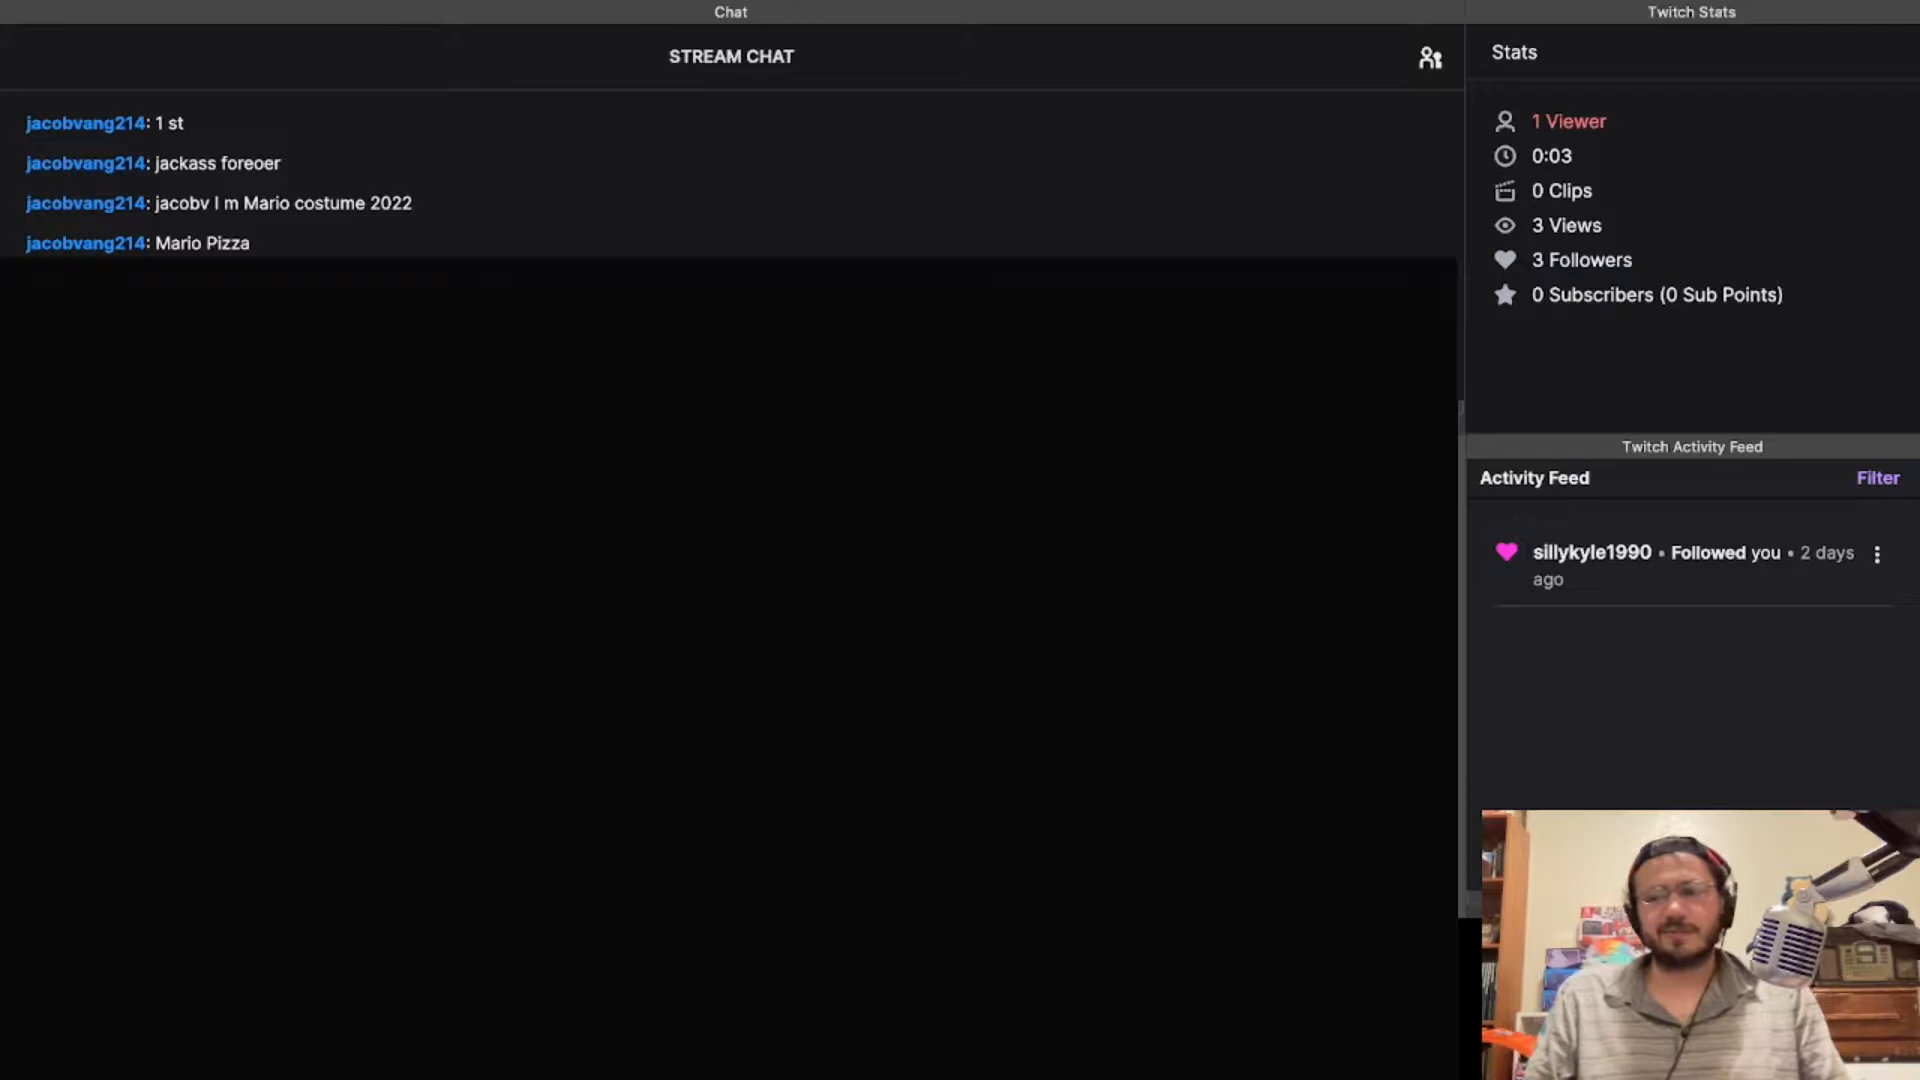 Chat
Twitch Stats
STREAM CHAT
Stats
jacobvang214: 1 st
jacobvang214: jackass foreoer
jacobvang214: jacobv I m Mario costume 2022
jacobvang214: Mario Pizza
1 Viewer
0:03
0 Clips
3 Views
3 Followers
0 Subscribers (0 Sub Points)
Twitch Activity Feed
Activity Feed
Filter
sillykyle1990 • Followed you • 2 days
ago